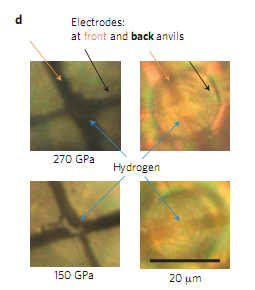 d
Electrodes:
at front and back anvils
270 GPa
Hydrogen
150 GPa
20 μm